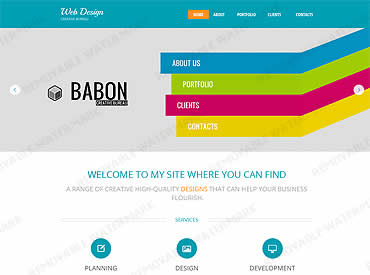 Web Design
CREATIVE BUREAU
HOME
ABOUT
PORTFOLIO
CLIENTS
CONTACTS
ABOUT US
PORTFOLIO
CLIENTS
CONTACTS
BABON
CREATIVE BUREAU
WELCOME TO MY SITE WHERE YOU CAN FIND
A RANGE OF CREATIVE HIGH-QUALITY DESIGNS THAT CAN HELP YOUR BUSINESS
FLOURISH.
SERVICES
PLANNING
DESIGN
DEVELOPMENT
REMOVABLE WATERMARK